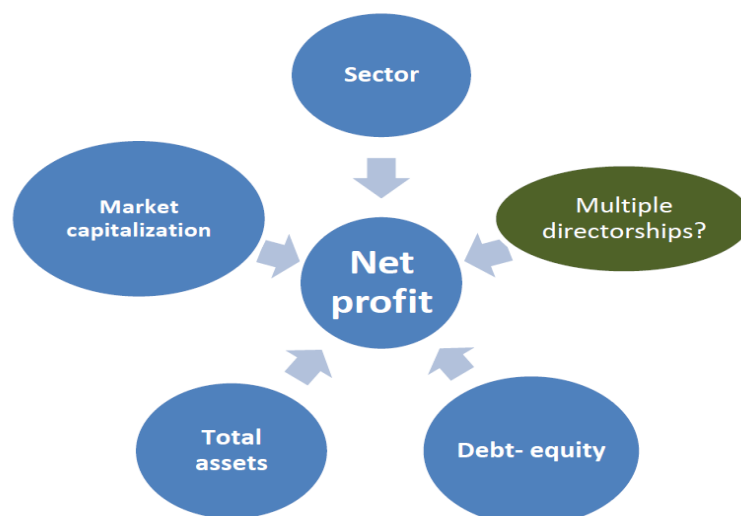 Sector
Market
capitalization
Multiple
directorships?
Net
profit
Total
assets
Debt- equity